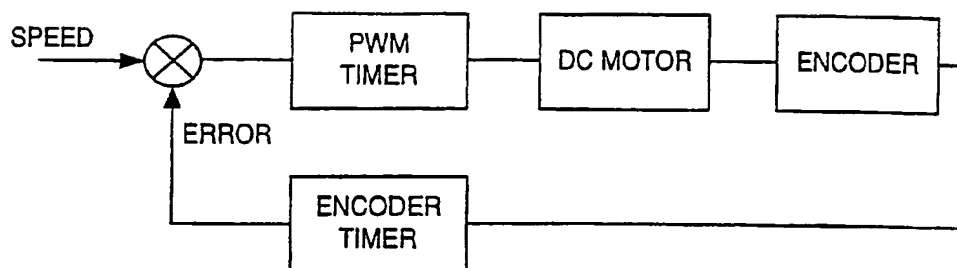 SPEED
PWM
TIMER
DC MOTOR
ENCODER
ERROR
ENCODER
TIMER